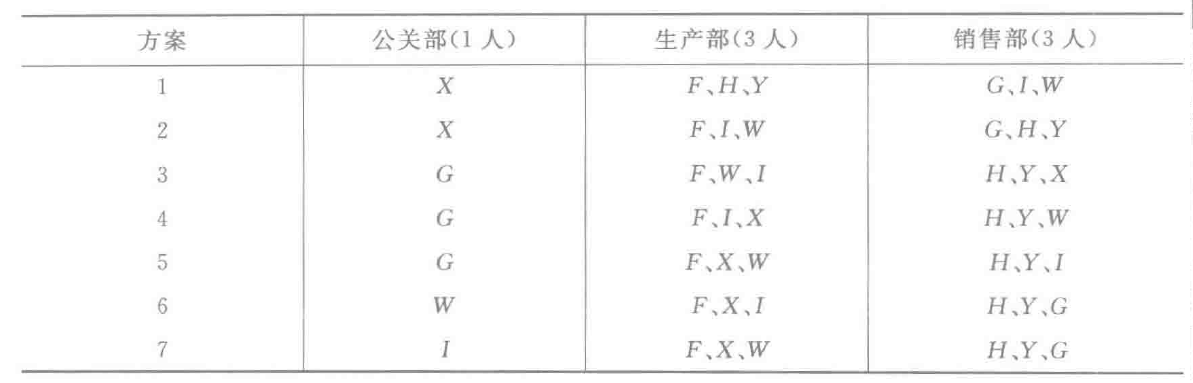 方案 公关部(1人) 生产部(3人) 销售部(3人)
1 X F、H、Y G、I、W
2 X F、I、W G、H、Y
3 G F、W、I H、Y、X
4 G F、I、X H、Y、W
5 G F、X、W H、Y、I
6 W F、X、I H、Y、G
7 I F、X、W H、Y、G